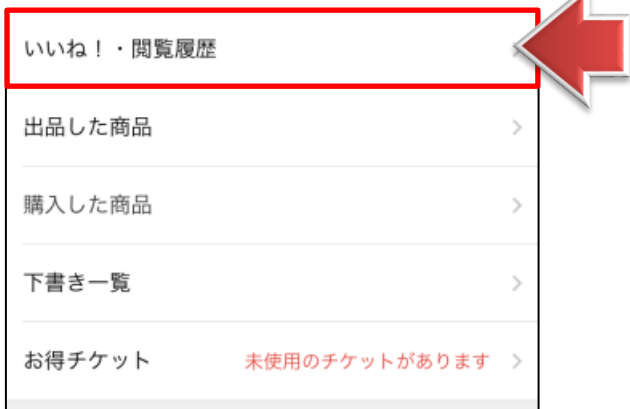 いいね！・閲覧履歴
出品した商品
購入した商品
下書き一覧
お得チケット 未使用のチケットがあります